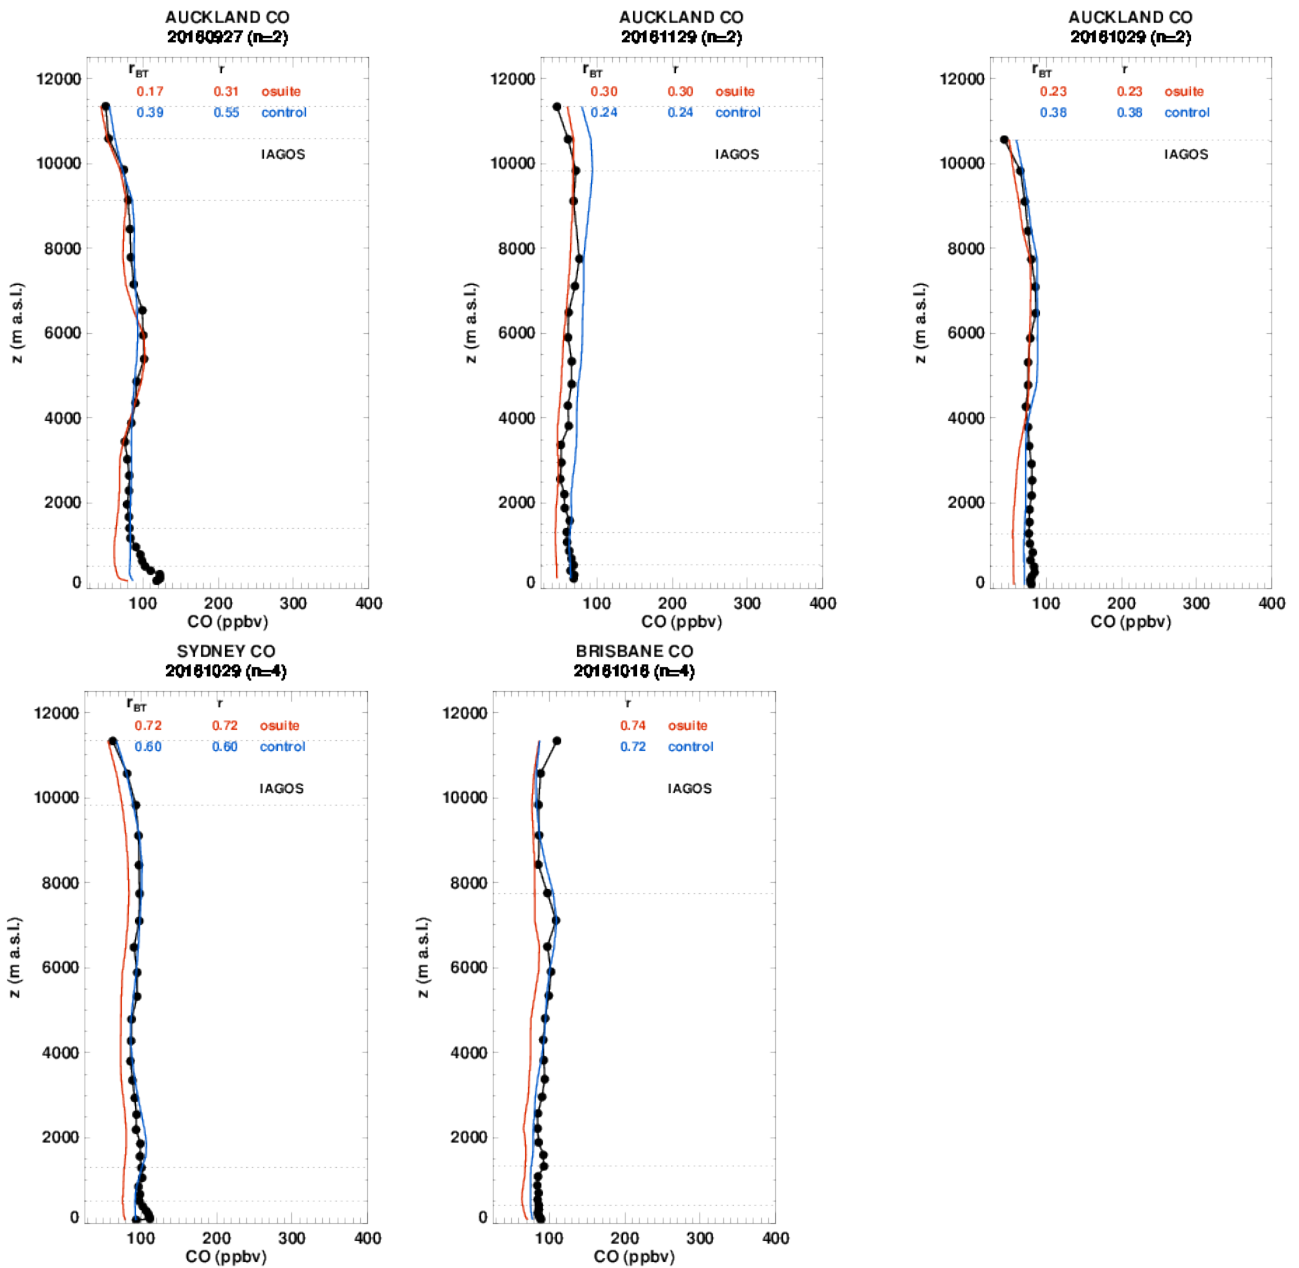 AUCKLAND CO
20160927 (n=2)
r_BT r
0.17 0.31 osuite
0.39 0.55 control
IAGOS
12000
10000
8000
6000
4000
2000
0
z (m a.s.l.)
100 200 300 400
CO (ppbv)
AUCKLAND CO
20161129 (n=2)
r_BT r
0.30 0.30 osuite
0.24 0.24 control
IAGOS
12000
10000
8000
6000
4000
2000
0
z (m a.s.l.)
100 200 300 400
CO (ppbv)
AUCKLAND CO
20161029 (n=2)
r_BT r
0.23 0.23 osuite
0.38 0.38 control
IAGOS
12000
10000
8000
6000
4000
2000
0
z (m a.s.l.)
100 200 300 400
CO (ppbv)
SYDNEY CO
20161029 (n=4)
r_BT r
0.72 0.72 osuite
0.60 0.60 control
IAGOS
12000
10000
8000
6000
4000
2000
0
z (m a.s.l.)
100 200 300 400
CO (ppbv)
BRISBANE CO
20161016 (n=4)
r
0.74 osuite
0.72 control
IAGOS
12000
10000
8000
6000
4000
2000
0
z (m a.s.l.)
100 200 300 400
CO (ppbv)